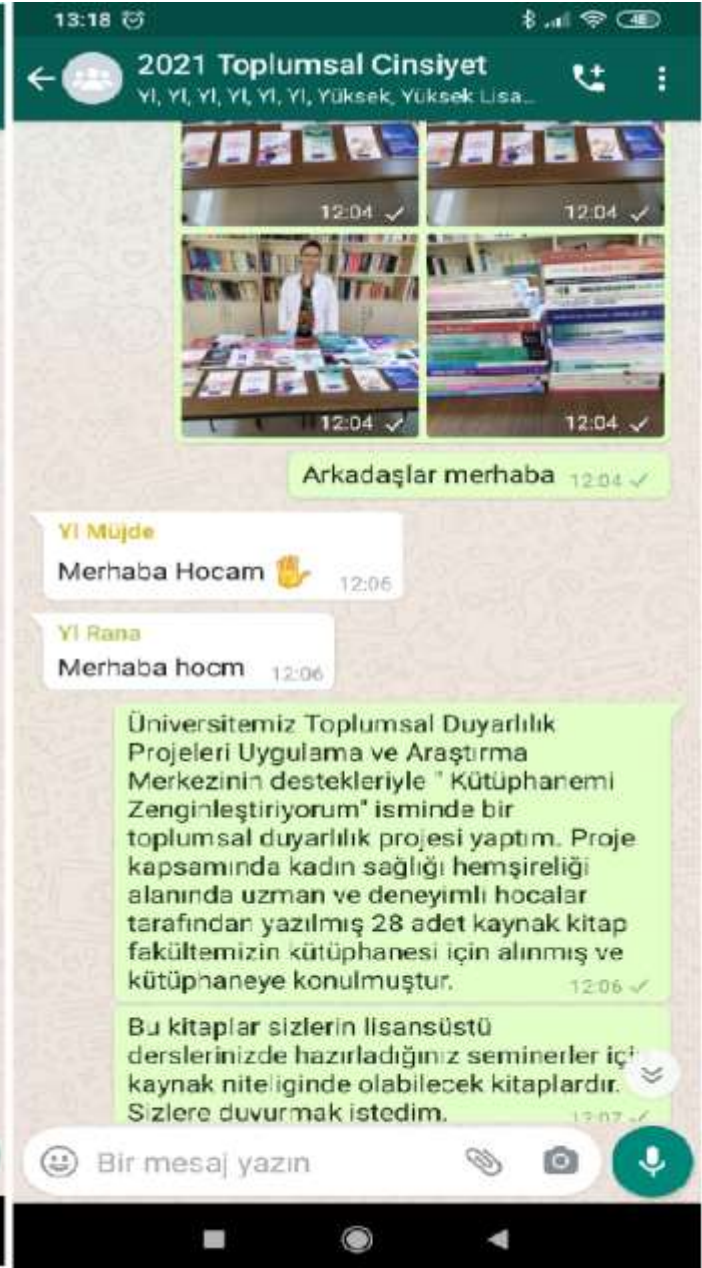 13:18
48
2021 Toplumsal Cinsiyet
Yl, Yl, Yl, Yl, Yl, Yl, Yüksek, Yüksek Lisa...
12:04
12:04
12:04
12:04
Arkadaşlar merhaba 12:04
Yl Müjde
Merhaba Hocam 🖐 12:06
Yl Rana
Merhaba hocm 12:06
Üniversitemiz Toplumsal Duyarlılık
Projeleri Uygulama ve Araştırma
Merkezinin destekleriyle " Kütüphanemi
Zenginleştiriyorum" isminde bir
toplumsal duyarlılık projesi yaptım. Proje
kapsamında kadın sağlığı hemşireliği
alanında uzman ve deneyimli hocalar
tarafından yazılmış 28 adet kaynak kitap
fakültemizin kütüphanesi için alınmış ve
kütüphaneye konulmuştur. 12:06
Bu kitaplar sizlerin lisansüstü
derslerinizde hazırladığınız seminerler için
kaynak niteliginde olabilecek kitaplardır.
Sizlere duyurmak istedim. 12:07
Bir mesaj yazın